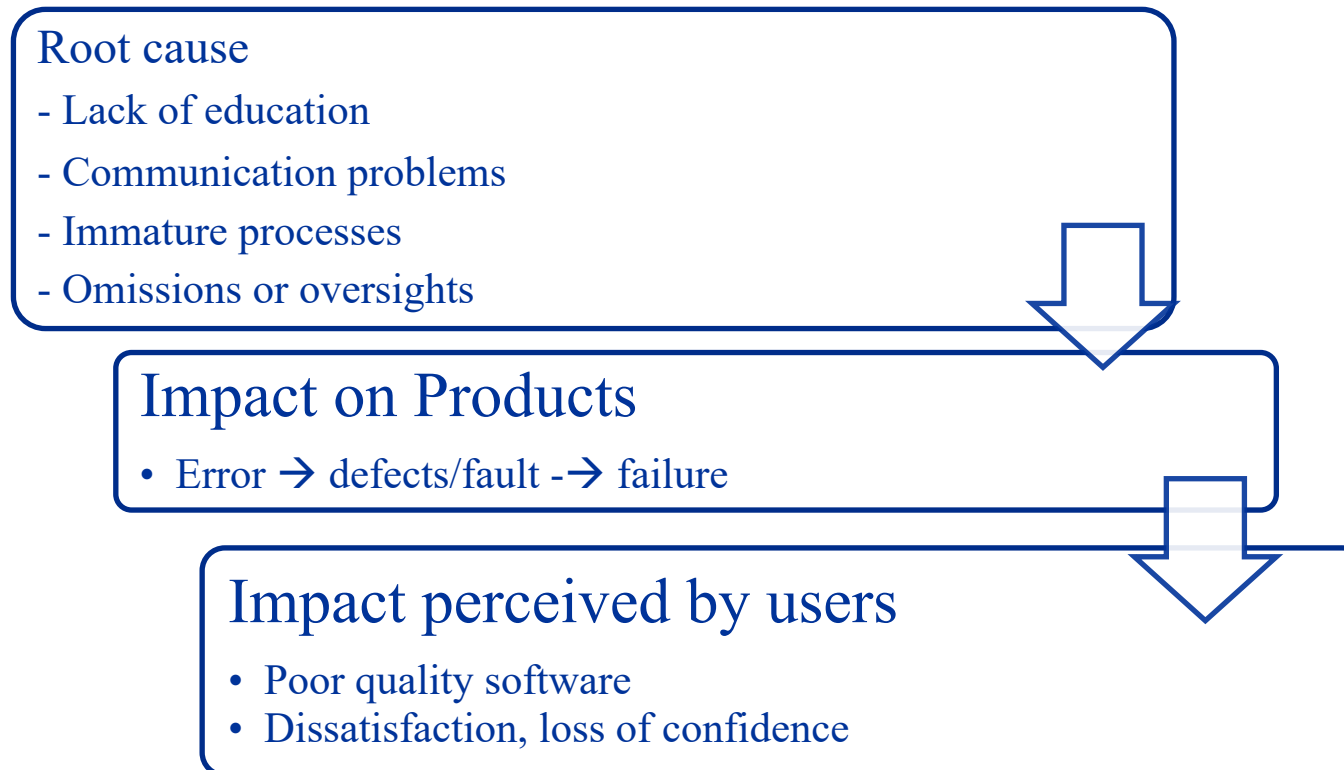 Root cause
- Lack of education
- Communication problems
- Immature processes
- Omissions or oversights
Impact on Products
• Error → defects/fault -→ failure
Impact perceived by users
• Poor quality software
• Dissatisfaction, loss of confidence